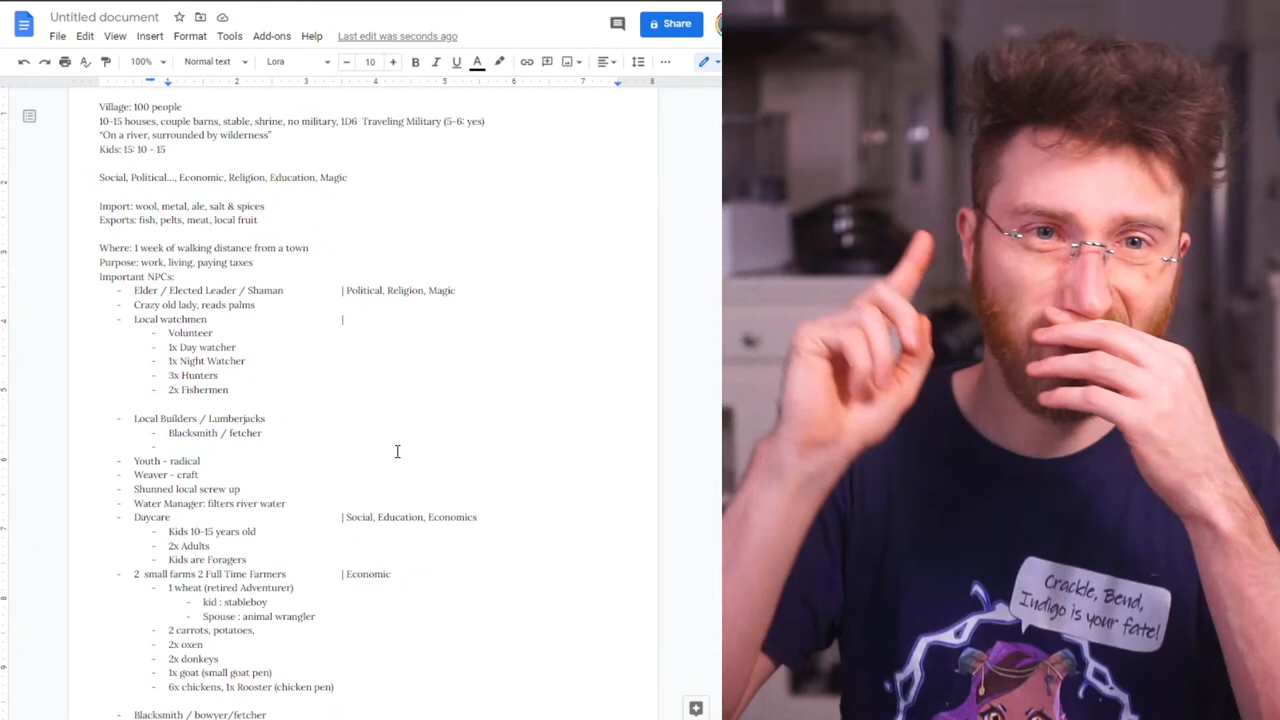 Untitled document
Share
File Edit View Insert Format Tools Add-ons Help Last edit was seconds ago
100% Normal text Lora - 10 + B I U A
1 2 3 4 5 6 7 8
Village: 100 people
10-15 houses, couple barns, stable, shrine, no military, 1D6 Traveling Military (5-6: yes)
“On a river, surrounded by wilderness”
Kids: 15: 10 - 15
Social, Political..., Economic, Religion, Education, Magic
Import: wool, metal, ale, salt & spices
Exports: fish, pelts, meat, local fruit
Where: 1 week of walking distance from a town
Purpose: work, living, paying taxes
Important NPCs:
- Elder / Elected Leader / Shaman | Political, Religion, Magic
- Crazy old lady, reads palms
- Local watchmen |
- Volunteer
- 1x Day watcher
- 1x Night Watcher
- 3x Hunters
- 2x Fishermen
- Local Builders / Lumberjacks
- Blacksmith / fetcher
-
- Youth - radical
- Weaver - craft
- Shunned local screw up
- Water Manager: filters river water
- Daycare | Social, Education, Economics
- Kids 10-15 years old
- 2x Adults
- Kids are Foragers
- 2 small farms 2 Full Time Farmers | Economic
- 1 wheat (retired Adventurer)
- kid : stableboy
- Spouse : animal wrangler
- 2 carrots, potatoes,
- 2x oxen
- 2x donkeys
- 1x goat (small goat pen)
- 6x chickens, 1x Rooster (chicken pen)
- Blacksmith / bowyer/fetcher
Crackle, Bend,
Indigo is your fate!